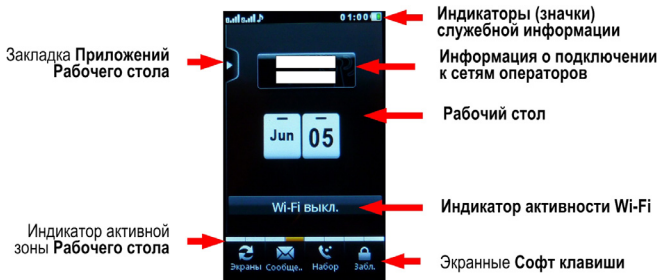 01:00
Индикаторы (значки)
служебной информации
Закладка Приложений
Рабочего стола
Информация о подключении
к сетям операторов
Рабочий стол
Jun 05
Wi-Fi выкл.
Индикатор активности Wi-Fi
Индикатор активной
зоны Рабочего стола
Экраны Сообще.. Набор Забл.
Экранные Софт клавиши